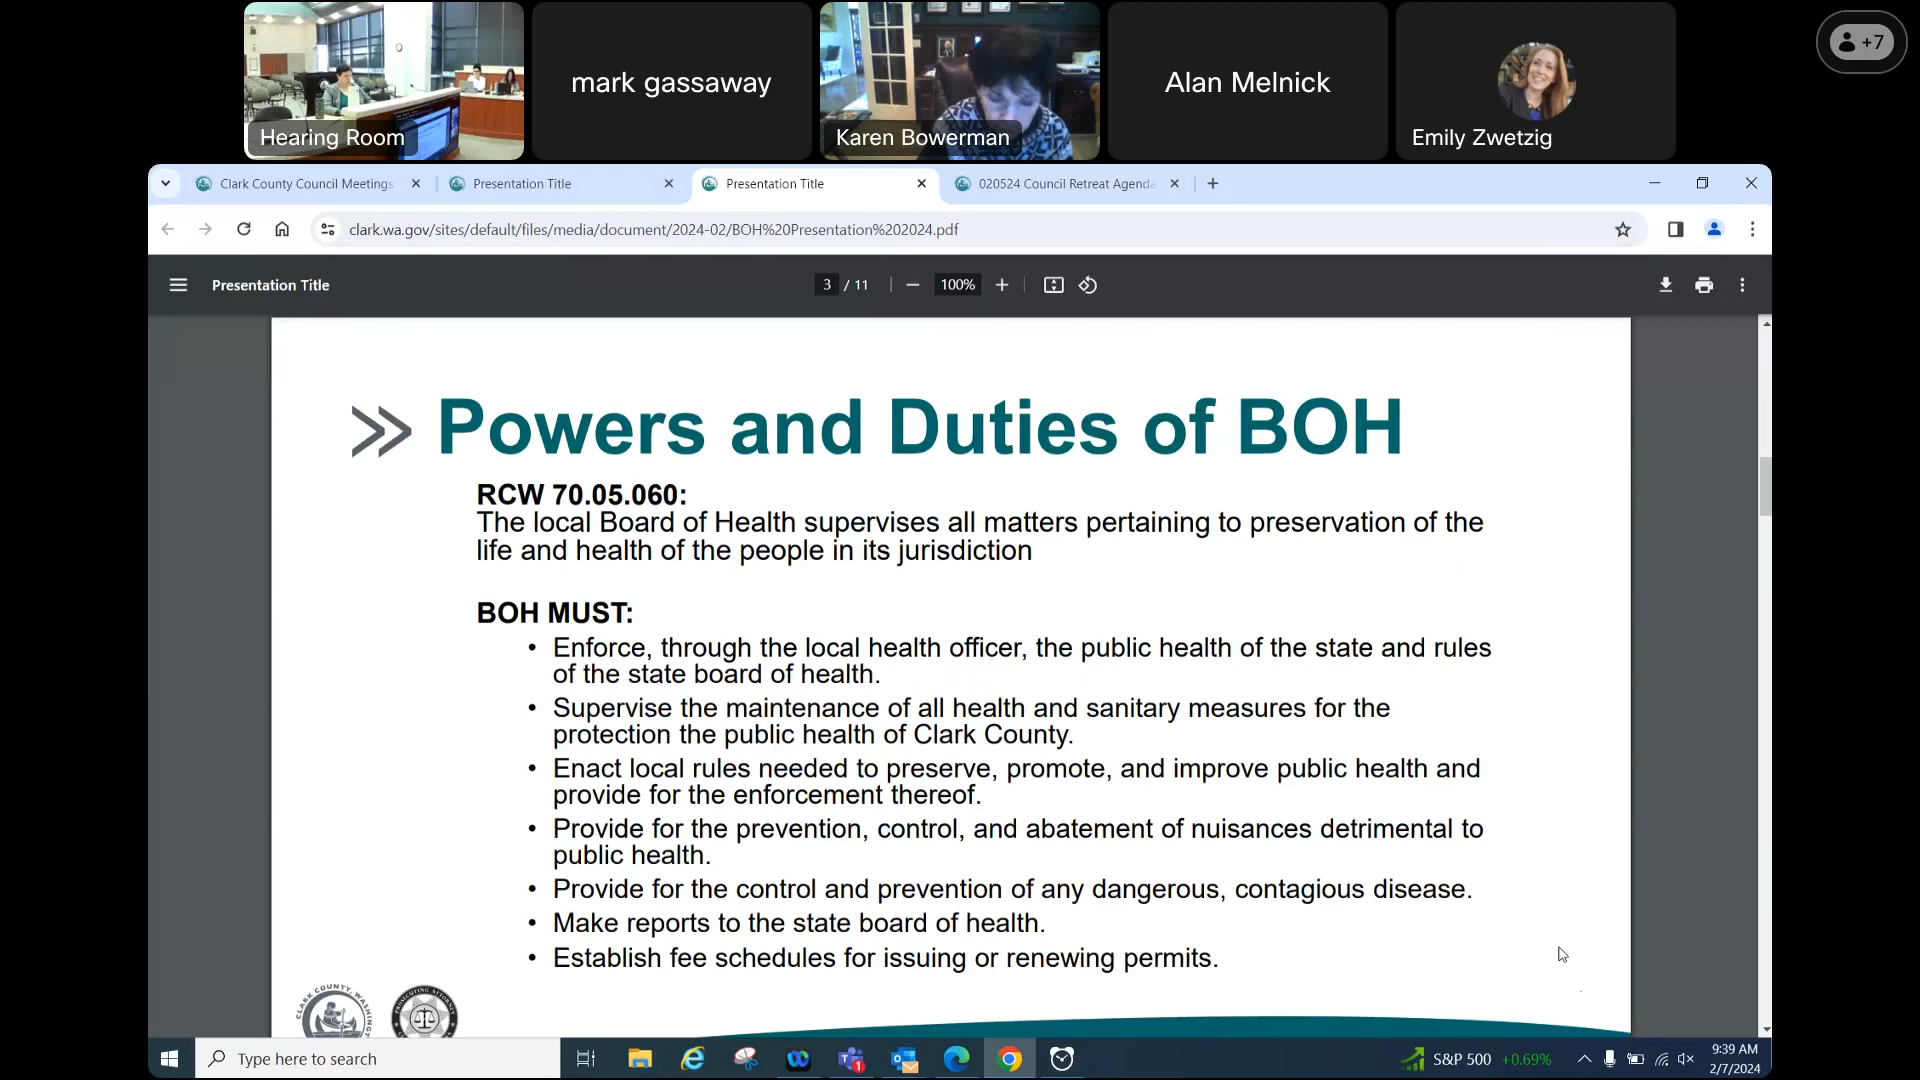 Hearing Room
mark gassaway
Karen Bowerman
Alan Melnick
Emily Zwetzig
+7
Clark County Council Meetings
Presentation Title
Presentation Title
020524 Council Retreat Agenda
clark.wa.gov/sites/default/files/media/document/2024-02/BOH%20Presentation%202024.pdf
Presentation Title
3 / 11
100%
Powers and Duties of BOH
RCW 70.05.060:
The local Board of Health supervises all matters pertaining to preservation of the
life and health of the people in its jurisdiction
BOH MUST:
• Enforce, through the local health officer, the public health of the state and rules
of the state board of health.
• Supervise the maintenance of all health and sanitary measures for the
protection the public health of Clark County.
• Enact local rules needed to preserve, promote, and improve public health and
provide for the enforcement thereof.
• Provide for the prevention, control, and abatement of nuisances detrimental to
public health.
• Provide for the control and prevention of any dangerous, contagious disease.
• Make reports to the state board of health.
• Establish fee schedules for issuing or renewing permits.
CLARK COUNTY, WASHINGTON
PROSECUTING ATTORNEY
Type here to search
1
S&P 500 +0.69%
9:39 AM
2/7/2024